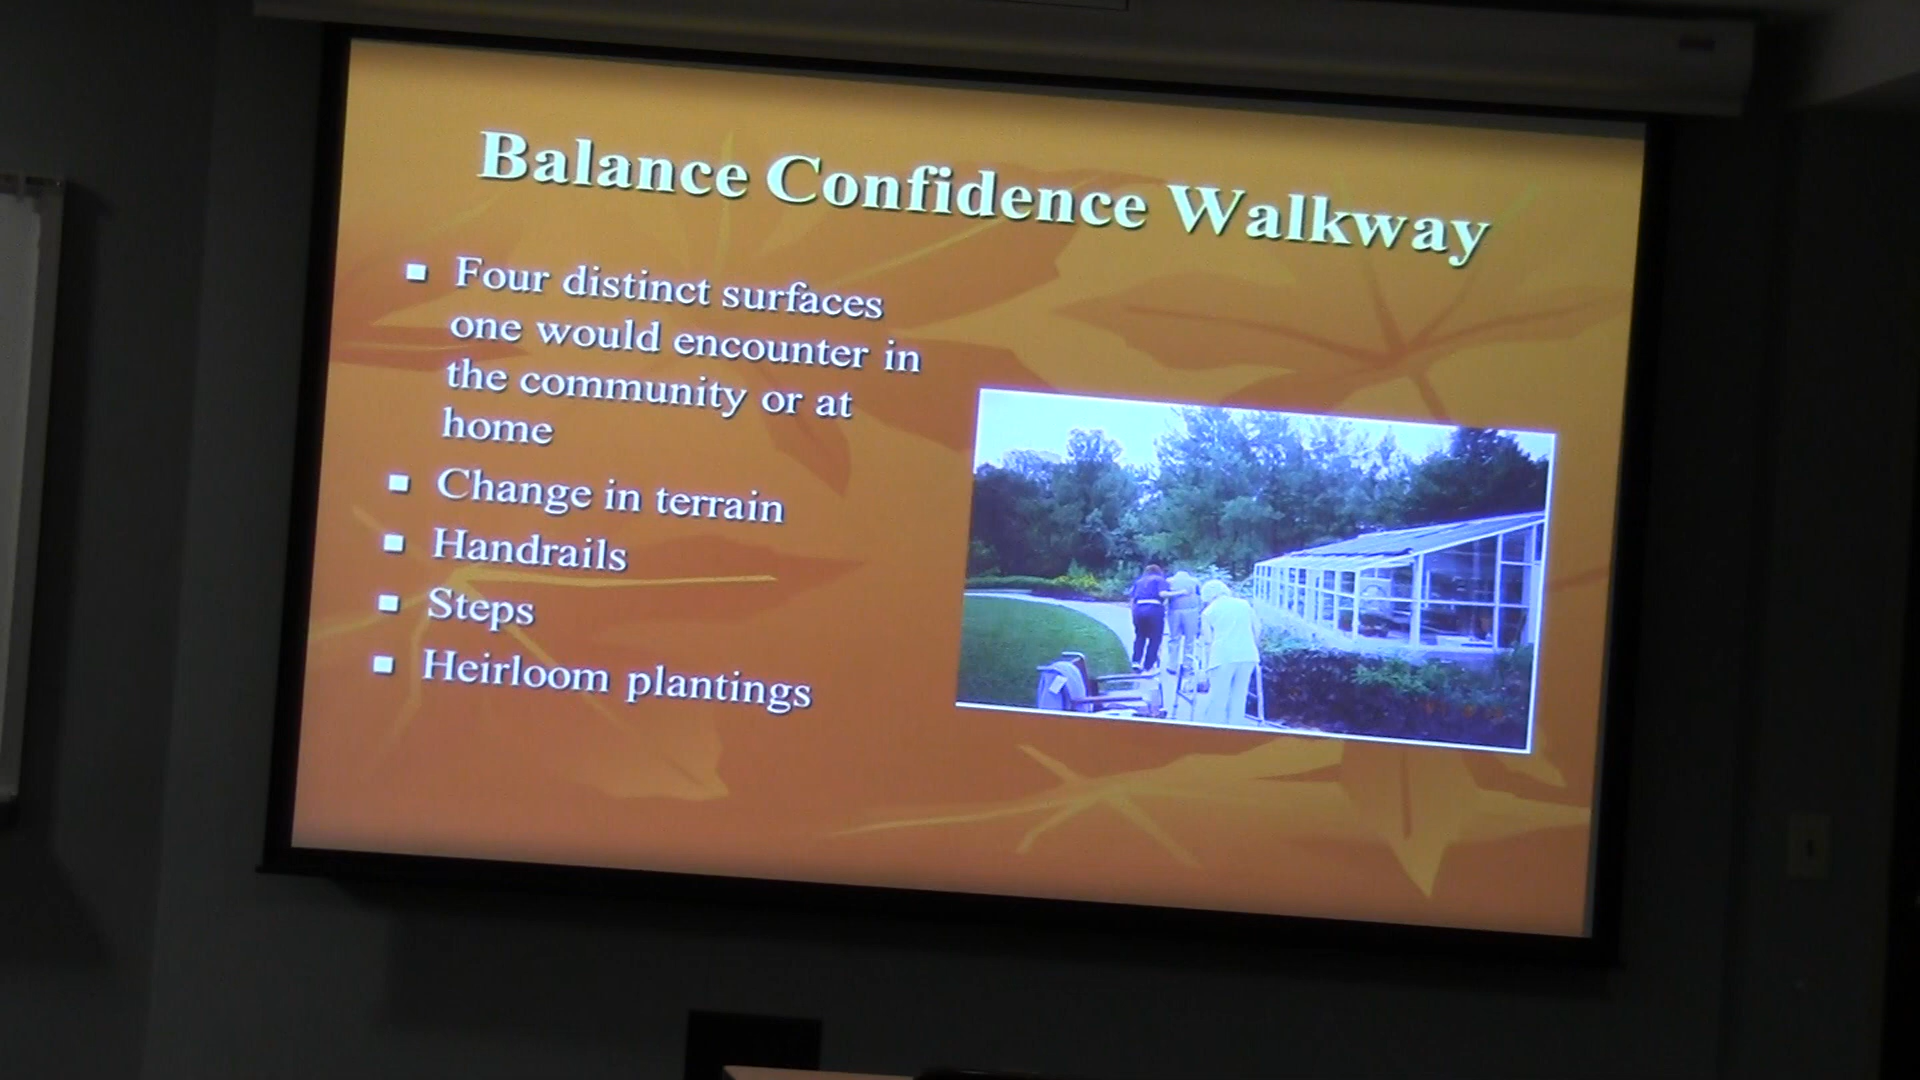 Balance Confidence Walkway
▪ Four distinct surfaces
one would encounter in
the community or at
home
▪ Change in terrain
▪ Handrails
▪ Steps
▪ Heirloom plantings